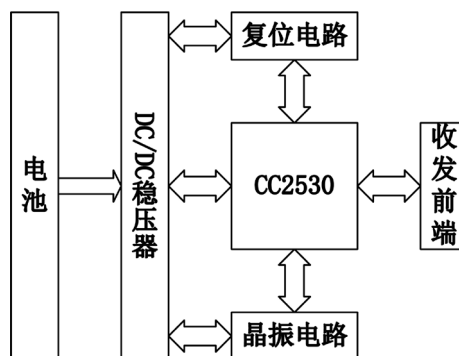 电池
DC/DC稳压器
复位电路
CC2530
晶振电路
收发前端